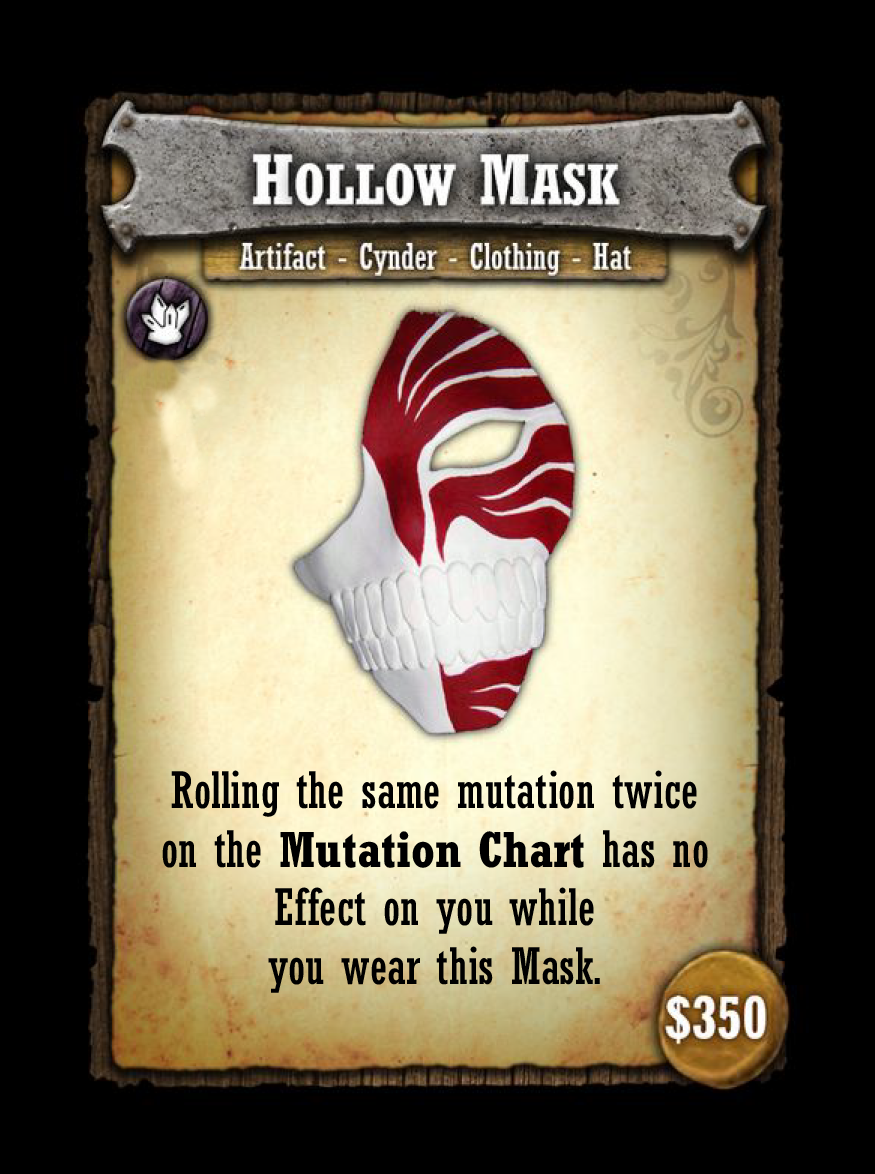 Hollow Mask
Artifact - Cynder - Clothing - Hat
Rolling the same mutation twice
on the Mutation Chart has no
Effect on you while
you wear this Mask.
$350